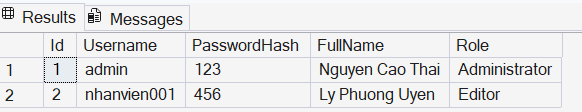 Results Messages
Id Username PasswordHash FullName Role
1 1 admin 123 Nguyen Cao Thai Administrator
2 2 nhanvien001 456 Ly Phuong Uyen Editor